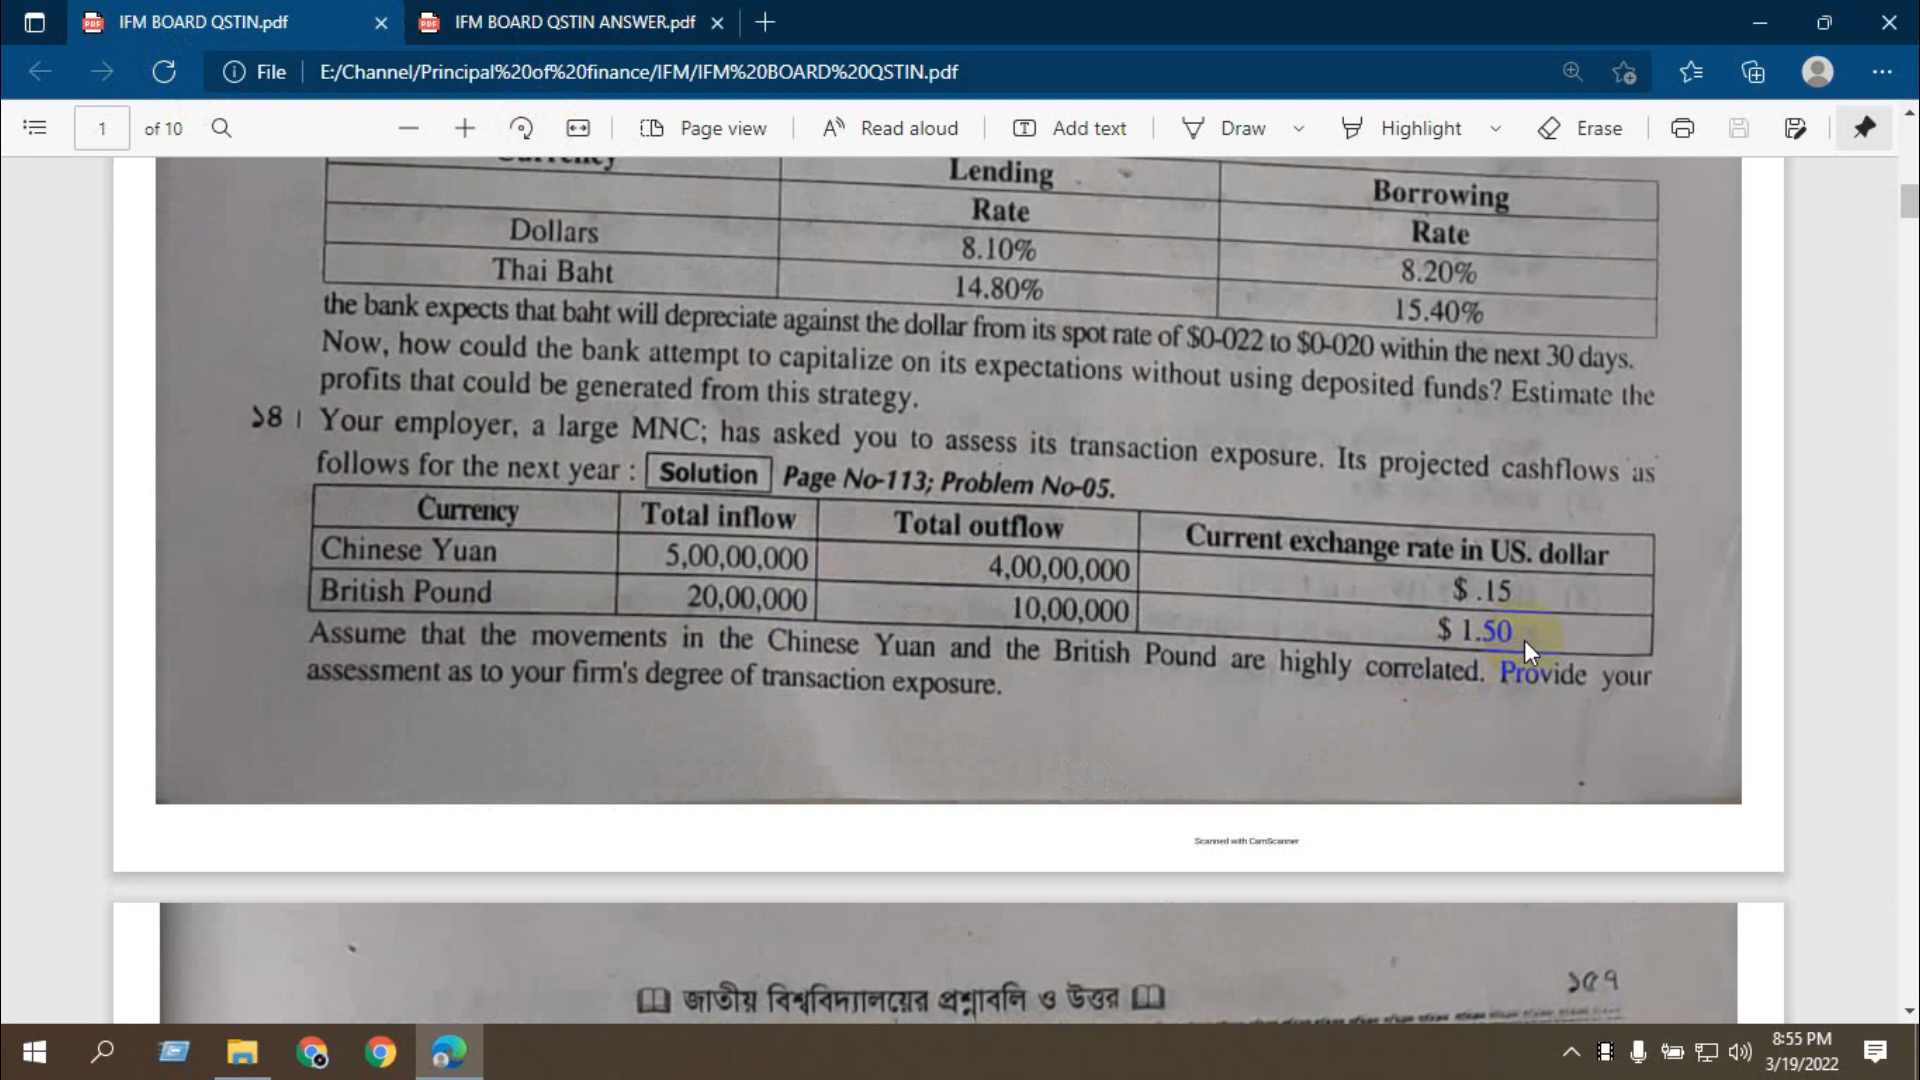 IFM BOARD QSTIN.pdf
IFM BOARD QSTIN ANSWER.pdf
File
E:/Channel/Principal%20of%20finance/IFM/IFM%20BOARD%20QSTIN.pdf
1 of 10
Page view
Read aloud
Add text
Draw
Highlight
Erase
Currency Lending Rate Borrowing Rate
Dollars 8.10% 8.20%
Thai Baht 14.80% 15.40%
the bank expects that baht will depreciate against the dollar from its spot rate of $0-022 to $0-020 within the next 30 days.
Now, how could the bank attempt to capitalize on its expectations without using deposited funds? Estimate the
profits that could be generated from this strategy.
১৪। Your employer, a large MNC; has asked you to assess its transaction exposure. Its projected cashflows as
follows for the next year : Solution Page No-113; Problem No-05.
Currency Total inflow Total outflow Current exchange rate in US. dollar
Chinese Yuan 5,00,00,000 4,00,00,000 $ .15
British Pound 20,00,000 10,00,000 $ 1.50
Assume that the movements in the Chinese Yuan and the British Pound are highly correlated. Provide your
assessment as to your firm's degree of transaction exposure.
Scanned with CamScanner
১৫৭
জাতীয় বিশ্ববিদ্যালয়ের প্রশ্নাবলি ও উত্তর
8:55 PM
3/19/2022